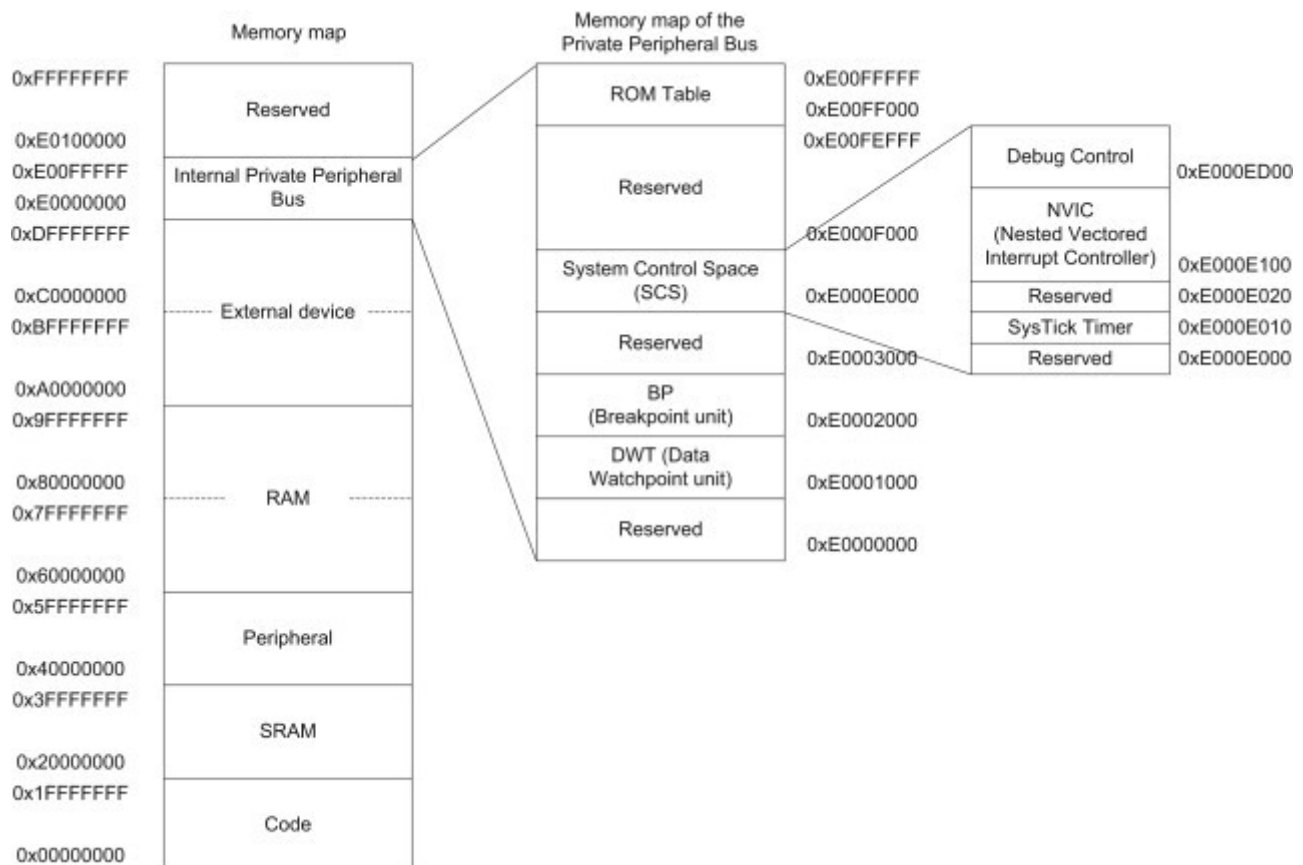 Memory map
0xFFFFFFFF
Reserved
0xE0100000
0xE00FFFFF
Internal Private Peripheral
Bus
0xE0000000
0xDFFFFFFF
0xC0000000
External device
0xBFFFFFFF
0xA0000000
0x9FFFFFFF
0x80000000
RAM
0x7FFFFFFF
0x60000000
0x5FFFFFFF
Peripheral
0x40000000
0x3FFFFFFF
SRAM
0x20000000
0x1FFFFFFF
Code
0x00000000
Memory map of the
Private Peripheral Bus
ROM Table
0xE00FFFFF
0xE00FF000
0xE00FEFFF
Reserved
0xE000F000
System Control Space
(SCS)
0xE000E000
Reserved
0xE0003000
BP
(Breakpoint unit)
0xE0002000
DWT (Data
Watchpoint unit)
0xE0001000
Reserved
0xE0000000
Debug Control
0xE000ED00
NVIC
(Nested Vectored
Interrupt Controller)
0xE000E100
Reserved
0xE000E020
SysTick Timer
0xE000E010
Reserved
0xE000E000